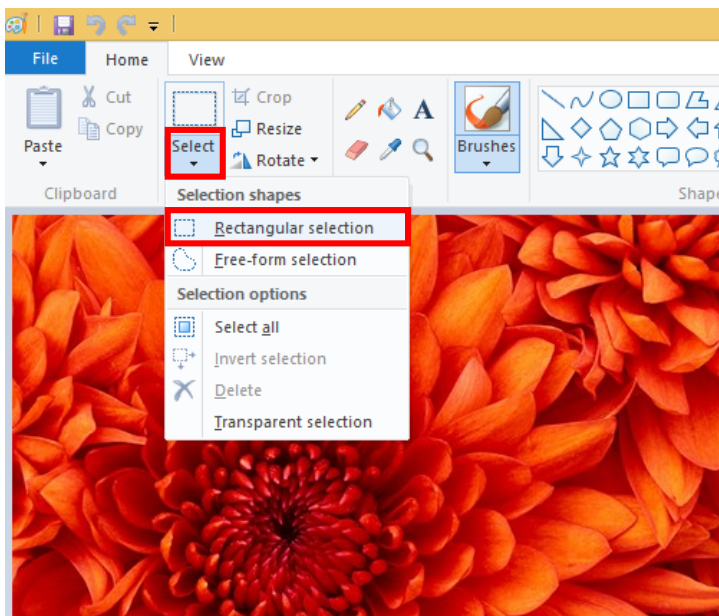 File Home View
Cut
Copy
Paste
Clipboard
Select
Crop
Resize
Rotate
A
Brushes
Shape
Selection shapes
Rectangular selection
Free-form selection
Selection options
Select all
Invert selection
Delete
Transparent selection